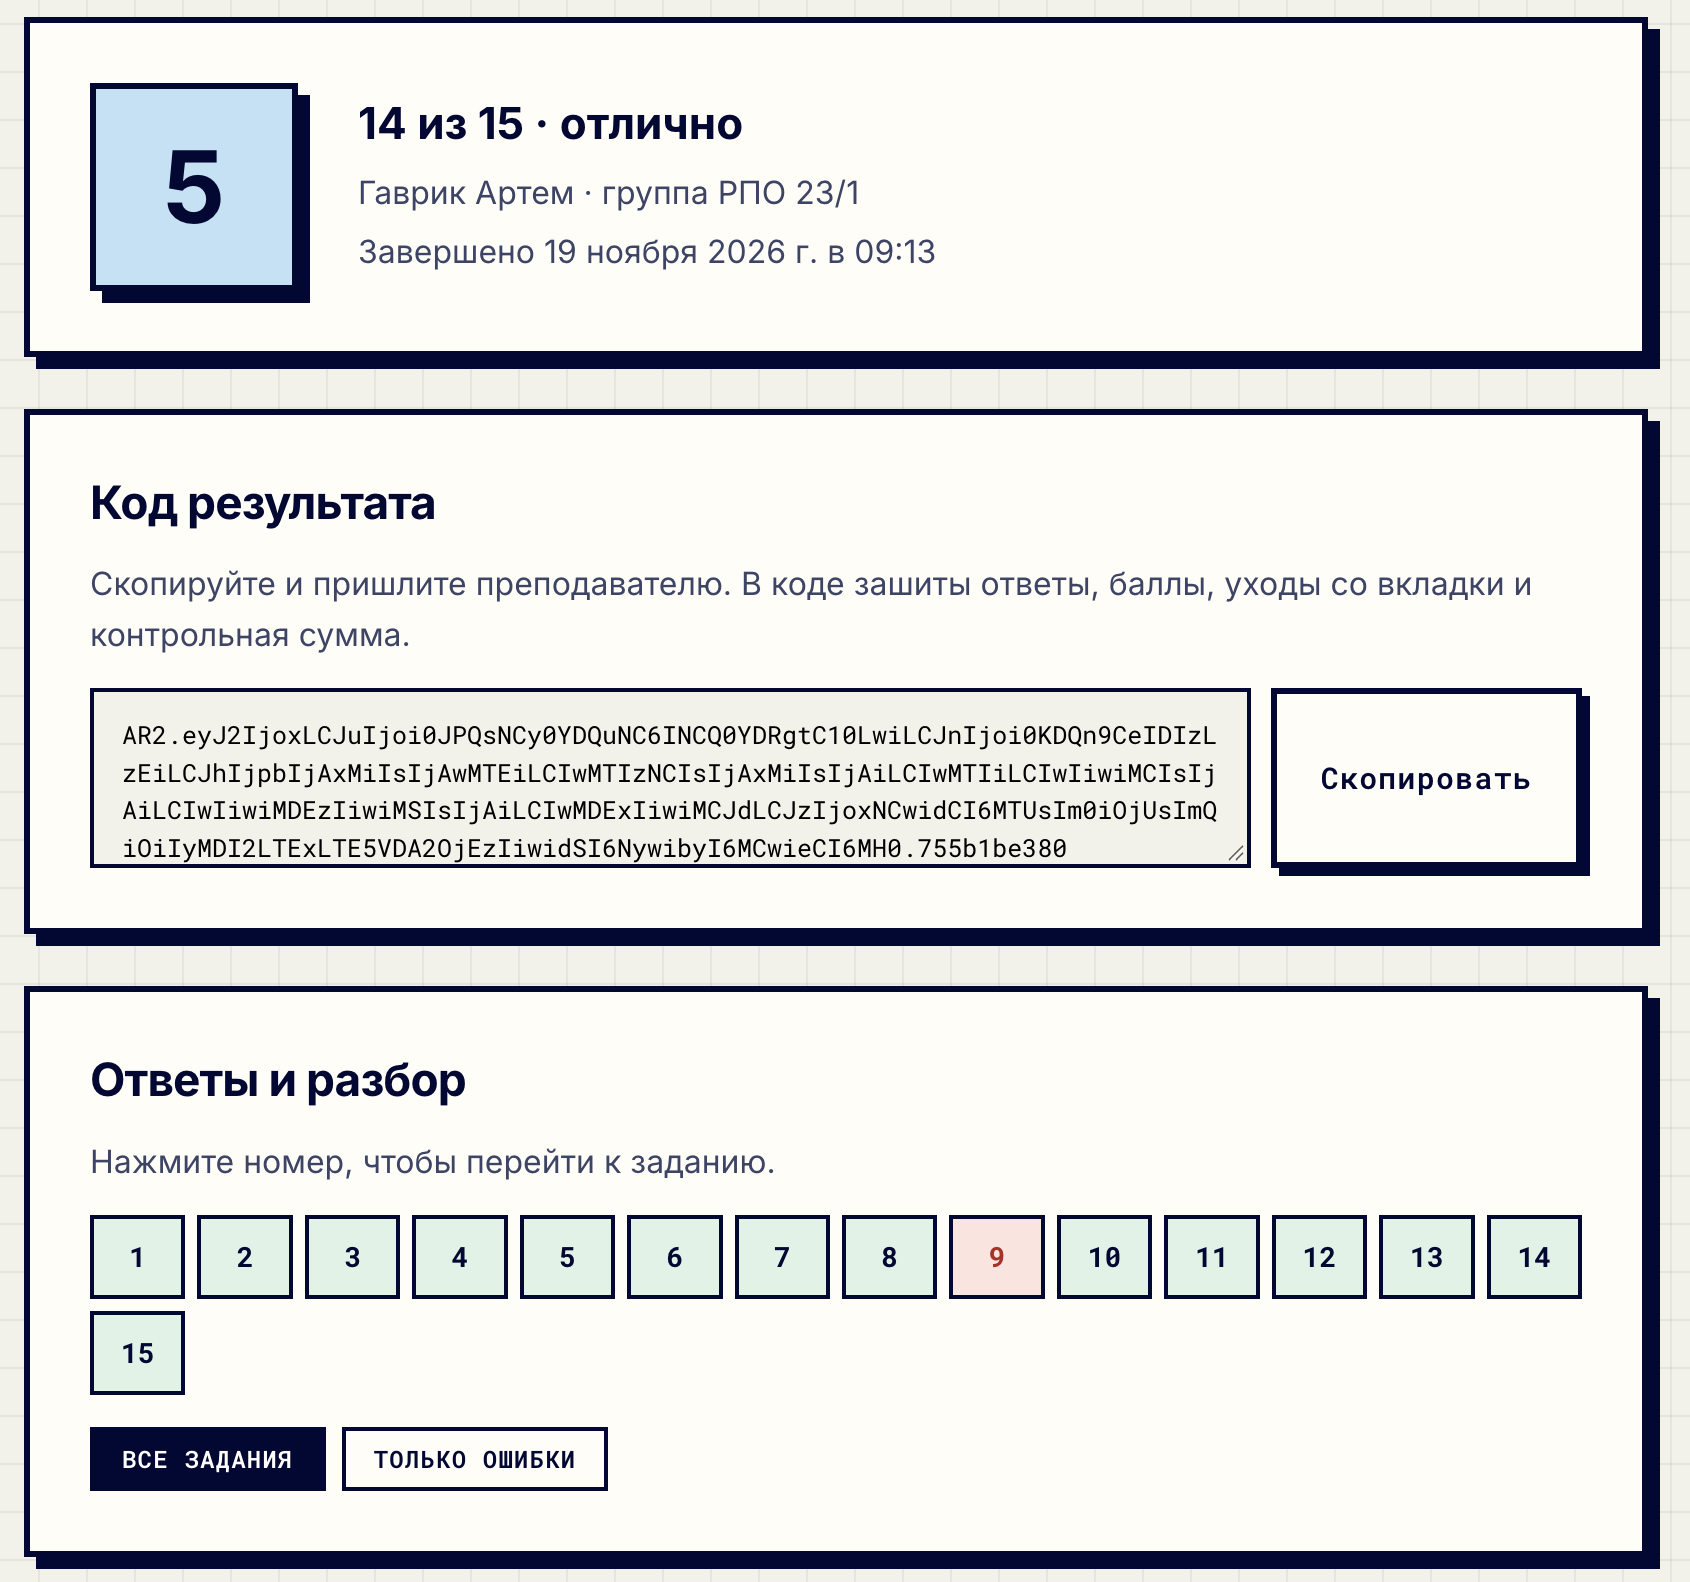 5
14 из 15 · отлично
Гаврик Артем · группа РПО 23/1
Завершено 19 ноября 2026 г. в 09:13
Код результата
Скопируйте и пришлите преподавателю. В коде зашиты ответы, баллы, уходы со вкладки и
контрольная сумма.
AR2.eyJ2IjoxLCJuIjoi0JPQsNCy0YDQuNC6INCQ0YDRgtC10LwiLCJnIjoi0KDQn9CeIDIzL
zEiLCJhIjpbIjAxMiIsIjAwMTEiLCIwMTIzNCIsIjAxMiIsIjAiLCIwMTIiLCIwIiwiMCIsIj
AiLCIwIiwiMDEzIiwiMSIsIjAiLCIwMDExIiwiMCJdLCJzIjoxNCwidCI6MTUsIm0iOjUsImQ
iOiIyMDI2LTExLTE5VDA2OjEzIiwidSI6NywibyI6MCwieCI6MH0.755b1be380
Скопировать
Ответы и разбор
Нажмите номер, чтобы перейти к заданию.
1 2 3 4 5 6 7 8 9 10 11 12 13 14
15
ВСЕ ЗАДАНИЯ ТОЛЬКО ОШИБКИ